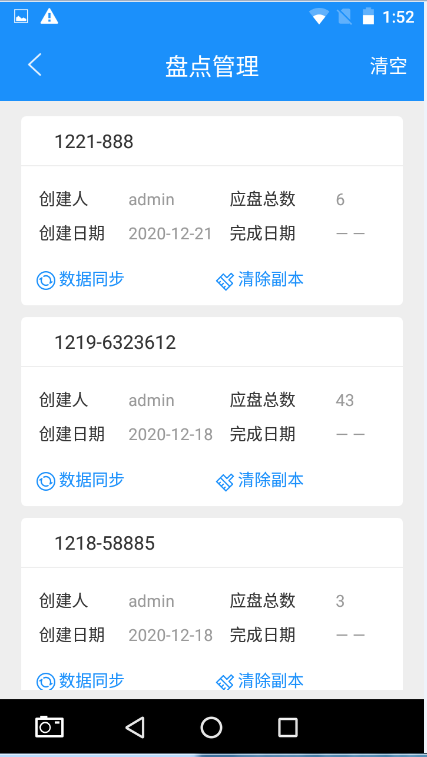 1:52
盘点管理 清空
1221-888
创建人 admin 应盘总数 6
创建日期 2020-12-21 完成日期 — —
数据同步 清除副本
1219-6323612
创建人 admin 应盘总数 43
创建日期 2020-12-18 完成日期 — —
数据同步 清除副本
1218-58885
创建人 admin 应盘总数 3
创建日期 2020-12-18 完成日期 — —
数据同步 清除副本